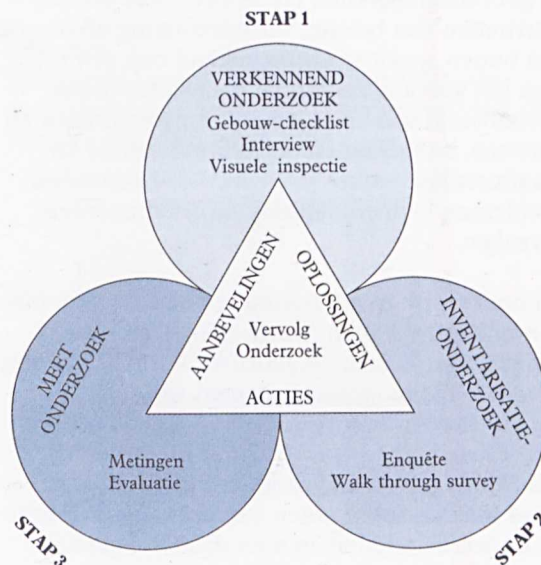 STAP 1
VERKENNEND
ONDERZOEK
Gebouw-checklist
Interview
Visuele inspectie
AANBEVELINGEN
OPLOSSINGEN
Vervolg
Onderzoek
ACTIES
MEET
ONDERZOEK
Metingen
Evaluatie
STAP 3
INVENTARISATIE-
ONDERZOEK
Enquête
Walk through survey
STAP 2